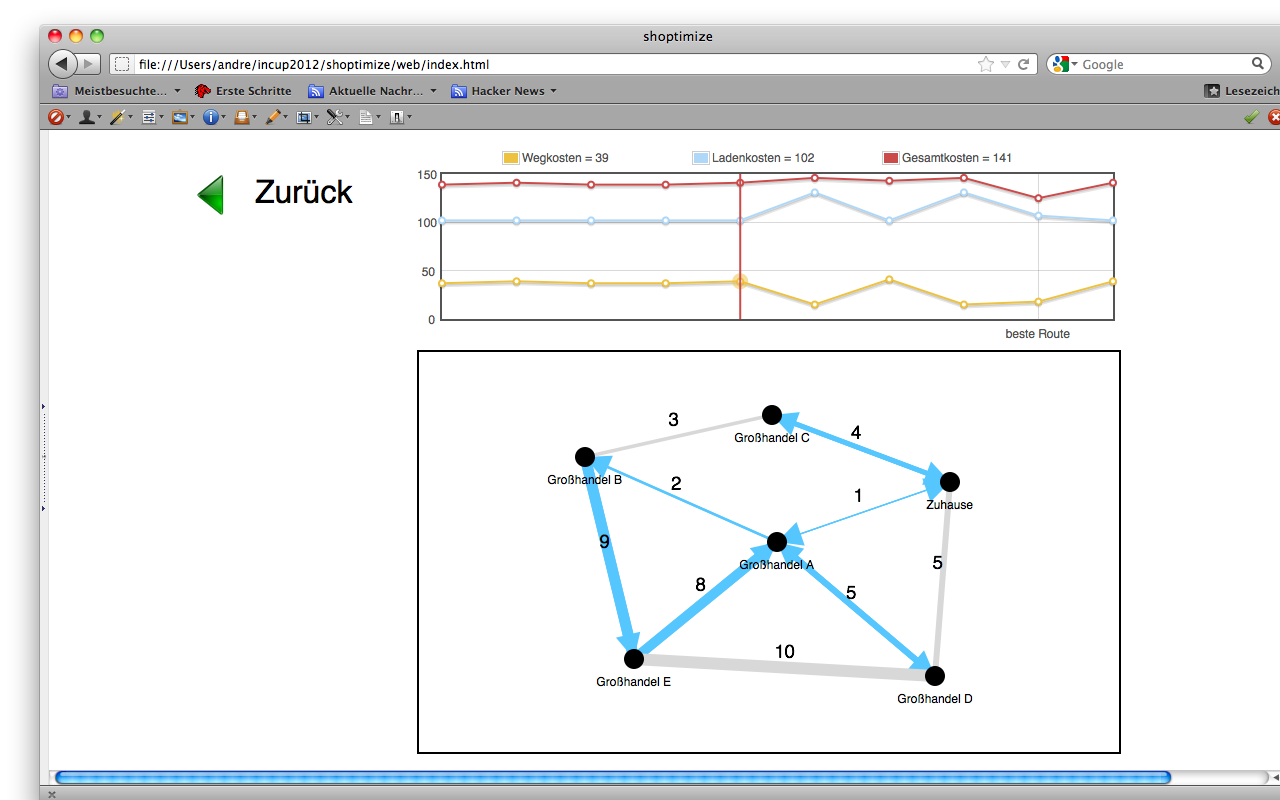 shoptimize
file:///Users/andre/incup2012/shoptimize/web/index.html
Google
Meistbesuchte... Erste Schritte Aktuelle Nachr... Hacker News Lesezeich
Zurück
Wegkosten = 39 Ladenkosten = 102 Gesamtkosten = 141
150
100
50
0
beste Route
3
Großhandel C
4
Großhandel B
2
1
Zuhause
9
Großhandel A
5
8
5
10
Großhandel E
Großhandel D